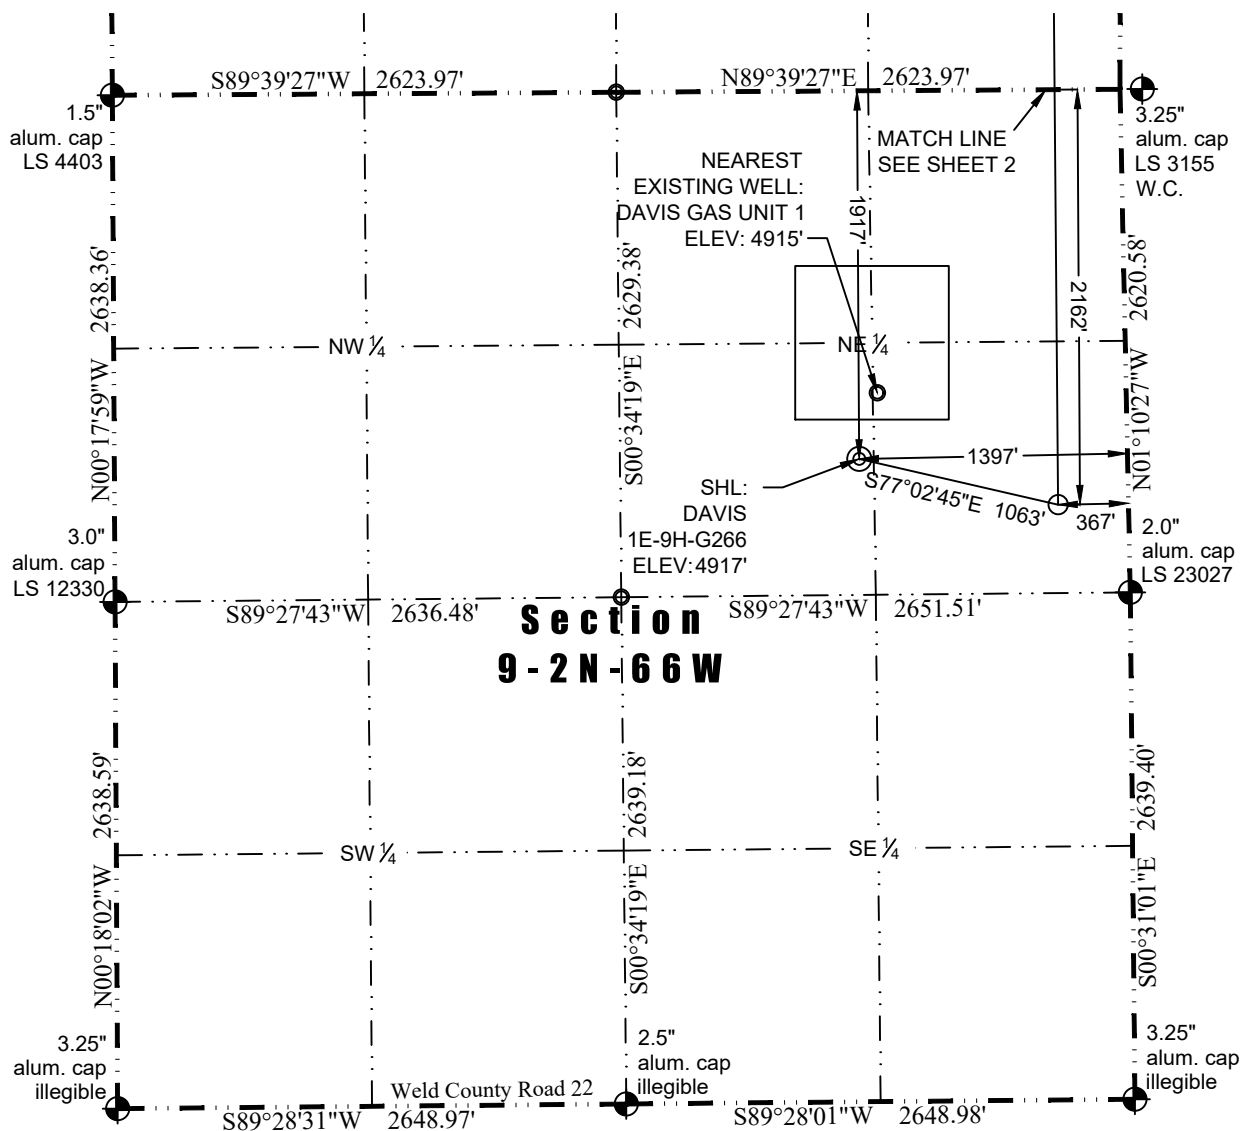 S89°39'27"W 2623.97'
N89°39'27"E 2623.97'
1.5"
alum. cap
LS 4403
3.25"
alum. cap
LS 3155
W.C.
MATCH LINE
SEE SHEET 2
NEAREST
EXISTING WELL:
DAVIS GAS UNIT 1
ELEV: 4915'
1917'
2162'
N00°17'59"W 2638.36'
S00°34'19"E 2629.38'
N01°10'27"W 2620.58'
NW 1/4
NE 1/4
1397'
S77°02'45"E 1063'
367'
SHL:
DAVIS
1E-9H-G266
ELEV:4917'
3.0"
alum. cap
LS 12330
2.0"
alum. cap
LS 23027
S89°27'43"W 2636.48'
S89°27'43"W 2651.51'
Section
9-2N-66W
N00°18'02"W 2638.59'
S00°34'19"E 2639.18'
S00°31'01"E 2639.40'
SW 1/4
SE 1/4
3.25"
alum. cap
illegible
2.5"
alum. cap
illegible
3.25"
alum. cap
illegible
Weld County Road 22
S89°28'31"W 2648.97'
S89°28'01"W 2648.98'